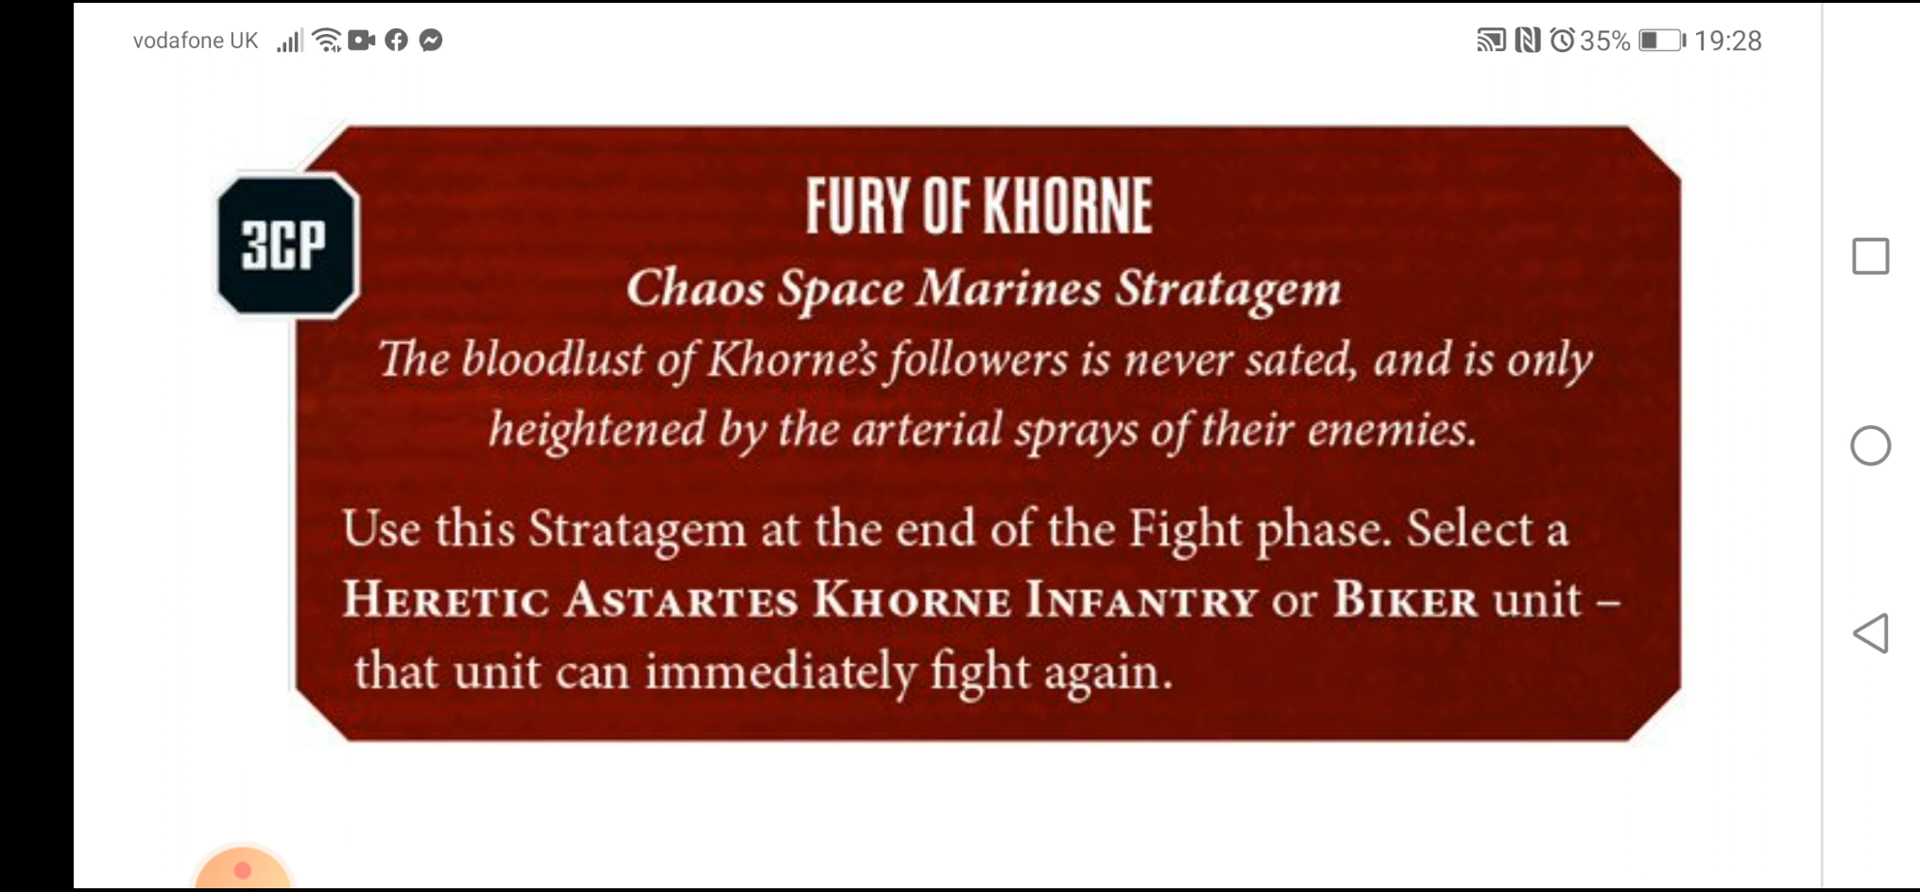 vodafone UK 35% 19:28
3CP
FURY OF KHORNE
Chaos Space Marines Stratagem
The bloodlust of Khorne's followers is never sated, and is only
heightened by the arterial sprays of their enemies.
Use this Stratagem at the end of the Fight phase. Select a
HERETIC ASTARTES KHORNE INFANTRY or BIKER unit –
that unit can immediately fight again.